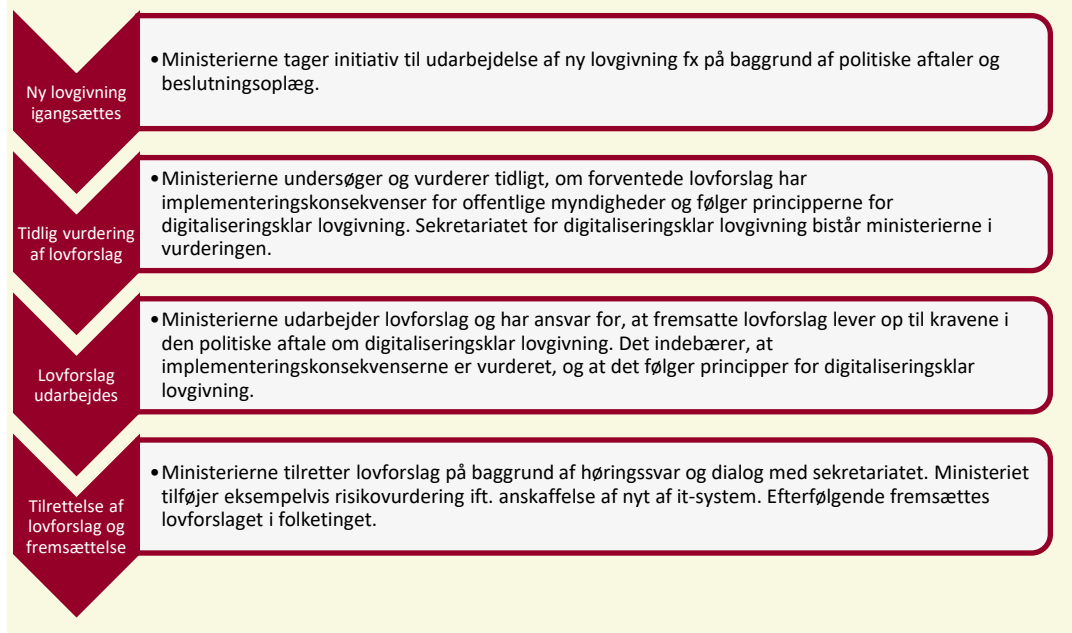 Ny lovgivning
igangsættes
•Ministerierne tager initiativ til udarbejdelse af ny lovgivning fx på baggrund af politiske aftaler og
beslutningsoplæg.
Tidlig vurdering
af lovforslag
•Ministerierne undersøger og vurderer tidligt, om forventede lovforslag har
implementeringskonsekvenser for offentlige myndigheder og følger principperne for
digitaliseringsklar lovgivning. Sekretariatet for digitaliseringsklar lovgivning bistår ministerierne i
vurderingen.
Lovforslag
udarbejdes
•Ministerierne udarbejder lovforslag og har ansvar for, at fremsatte lovforslag lever op til kravene i
den politiske aftale om digitaliseringsklar lovgivning. Det indebærer, at
implementeringskonsekvenserne er vurderet, og at det følger principper for digitaliseringsklar
lovgivning.
Tilrettelse af
lovforslag og
fremsættelse
•Ministerierne tilretter lovforslag på baggrund af høringssvar og dialog med sekretariatet. Ministeriet
tilføjer eksempelvis risikovurdering ift. anskaffelse af nyt af it-system. Efterfølgende fremsættes
lovforslaget i folketinget.